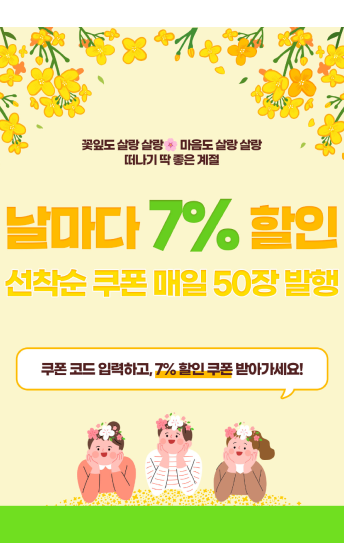 꽃잎도 살랑 살랑🌸 마음도 살랑 살랑
떠나기 딱 좋은 계절
날마다 7% 할인
선착순 쿠폰 매일 50장 발행
쿠폰 코드 입력하고, 7% 할인 쿠폰 받아가세요!